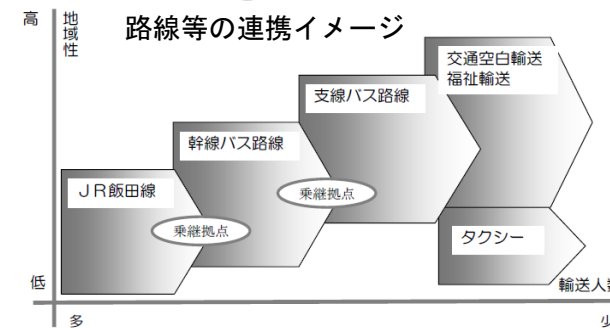 路線等の連携イメージ
高
地域性
交通空白輸送
福祉輸送
支線バス路線
幹線バス路線
ＪＲ飯田線
乗継拠点
乗継拠点
タクシー
低
輸送人数
多
少